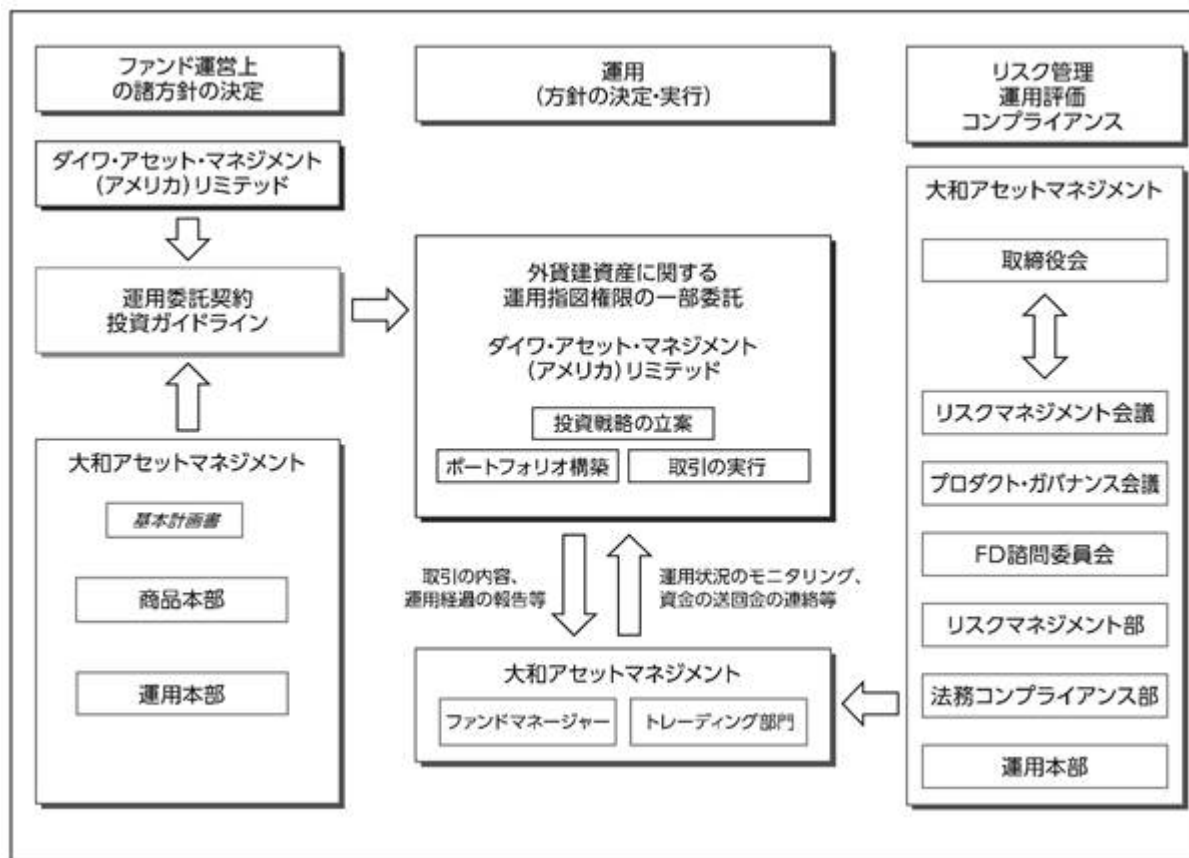 ファンド運営上
の諸方針の決定
ダイワ・アセット・マネジメント
(アメリカ)リミテッド
運用委託契約
投資ガイドライン
大和アセットマネジメント
基本計画書
商品本部
運用本部
運用
(方針の決定・実行)
外貨建資産に関する
運用指図権限の一部委託
ダイワ・アセット・マネジメント
(アメリカ)リミテッド
投資戦略の立案
ポートフォリオ構築
取引の実行
取引の内容、
運用経過の報告等
運用状況のモニタリング、
資金の送回金の連絡等
大和アセットマネジメント
ファンドマネージャー
トレーディング部門
リスク管理
運用評価
コンプライアンス
大和アセットマネジメント
取締役会
リスクマネジメント会議
プロダクト・ガバナンス会議
FD諮問委員会
リスクマネジメント部
法務コンプライアンス部
運用本部